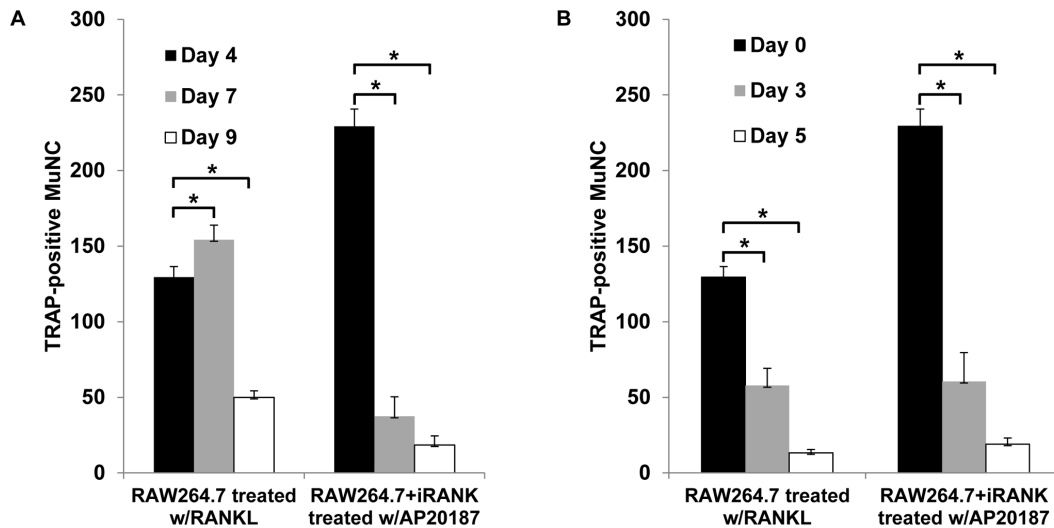 A
TRAP-positive MuNC
300
250
200
150
100
50
0
Day 4
Day 7
Day 9
*
*
*
*
RAW264.7 treated
w/RANKL
RAW264.7+iRANK
treated w/AP20187
B
TRAP-positive MuNC
300
250
200
150
100
50
0
Day 0
Day 3
Day 5
*
*
*
*
RAW264.7 treated
w/RANKL
RAW264.7+iRANK
treated w/AP20187